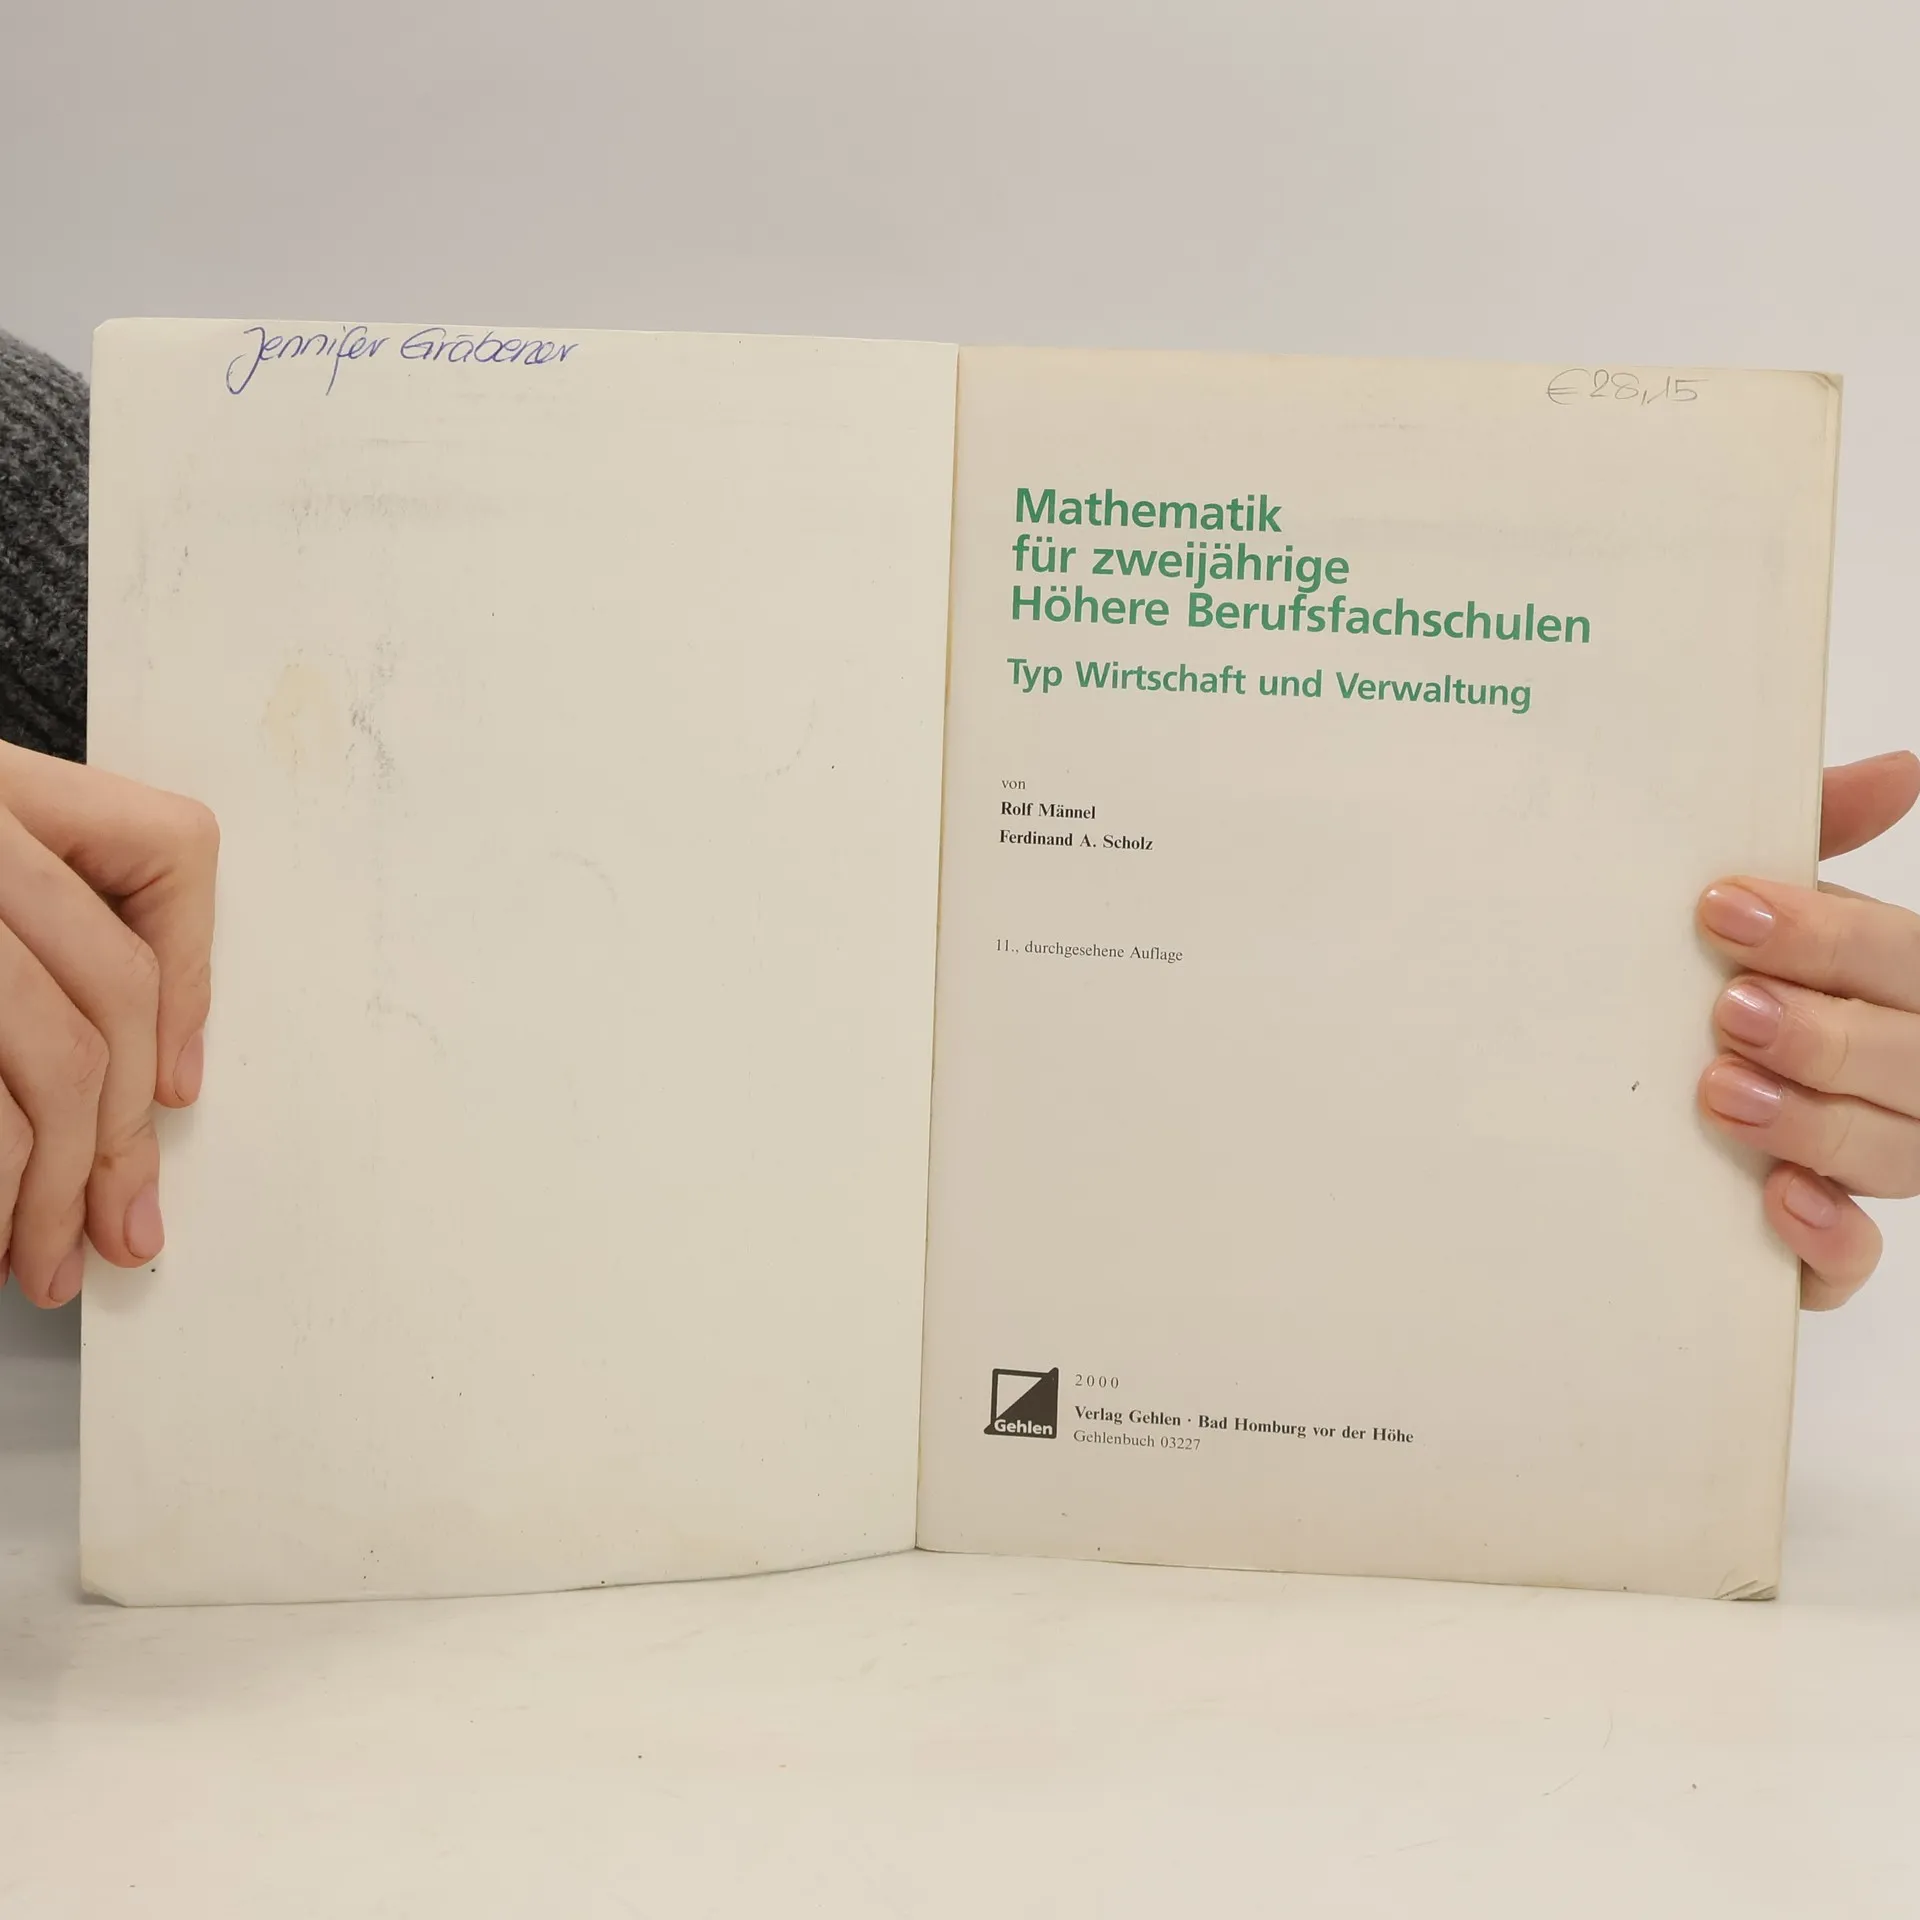 Jennifer Gräbener
€ 28,15
Mathematik
für zweijährige
Höhere Berufsfachschulen
Typ Wirtschaft und Verwaltung
von
Rolf Männel
Ferdinand A. Scholz
11., durchgesehene Auflage
Gehlen
2000
Verlag Gehlen · Bad Homburg vor der Höhe
Gehlenbuch 03227